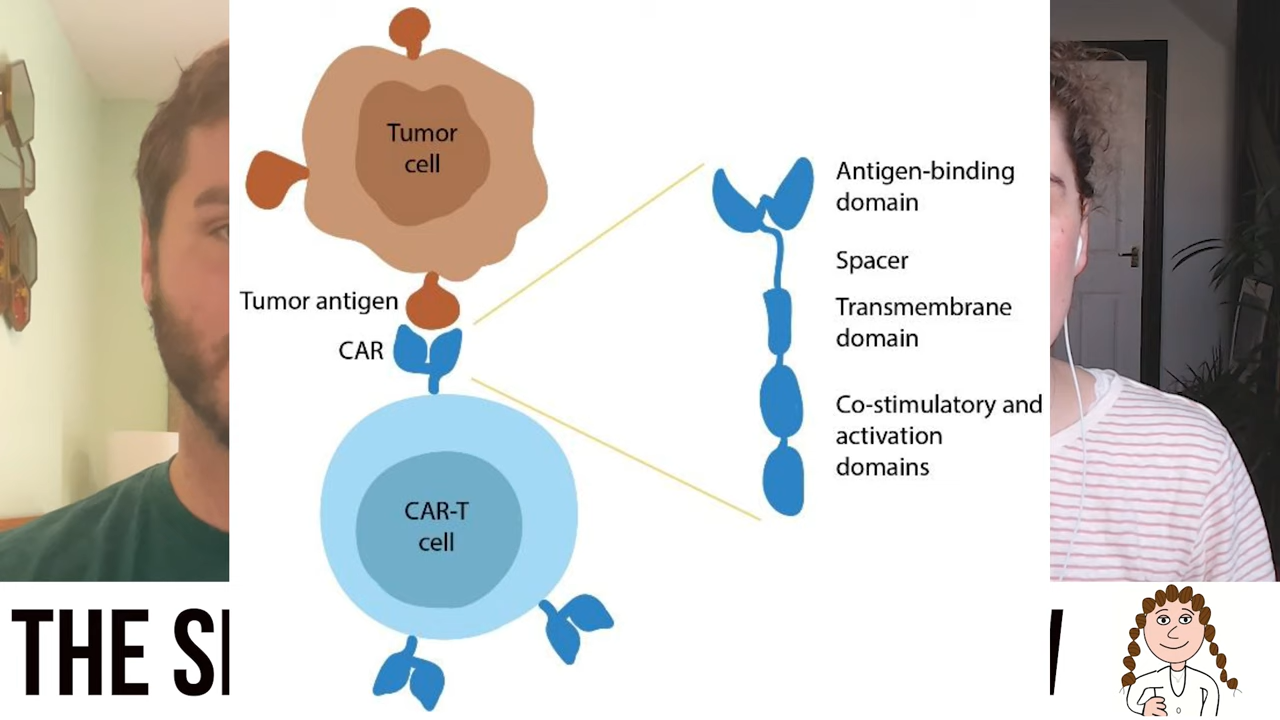 Tumor
cell
Tumor antigen
CAR
CAR-T
cell
Antigen-binding
domain
Spacer
Transmembrane
domain
Co-stimulatory and
activation
domains
THE